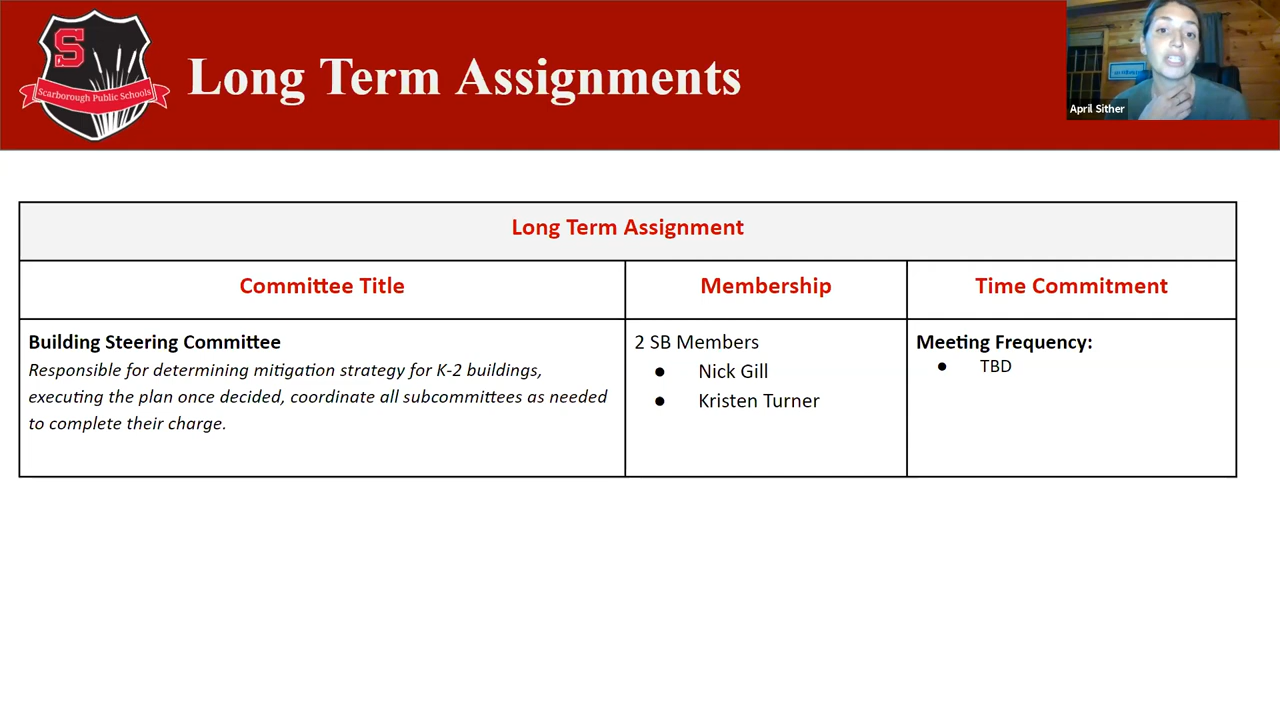 S
Scarborough Public Schools
Long Term Assignments
April Sither
Long Term Assignment
Committee Title
Membership
Time Commitment
Building Steering Committee
Responsible for determining mitigation strategy for K-2 buildings,
executing the plan once decided, coordinate all subcommittees as needed
to complete their charge.
2 SB Members
● Nick Gill
● Kristen Turner
Meeting Frequency:
● TBD